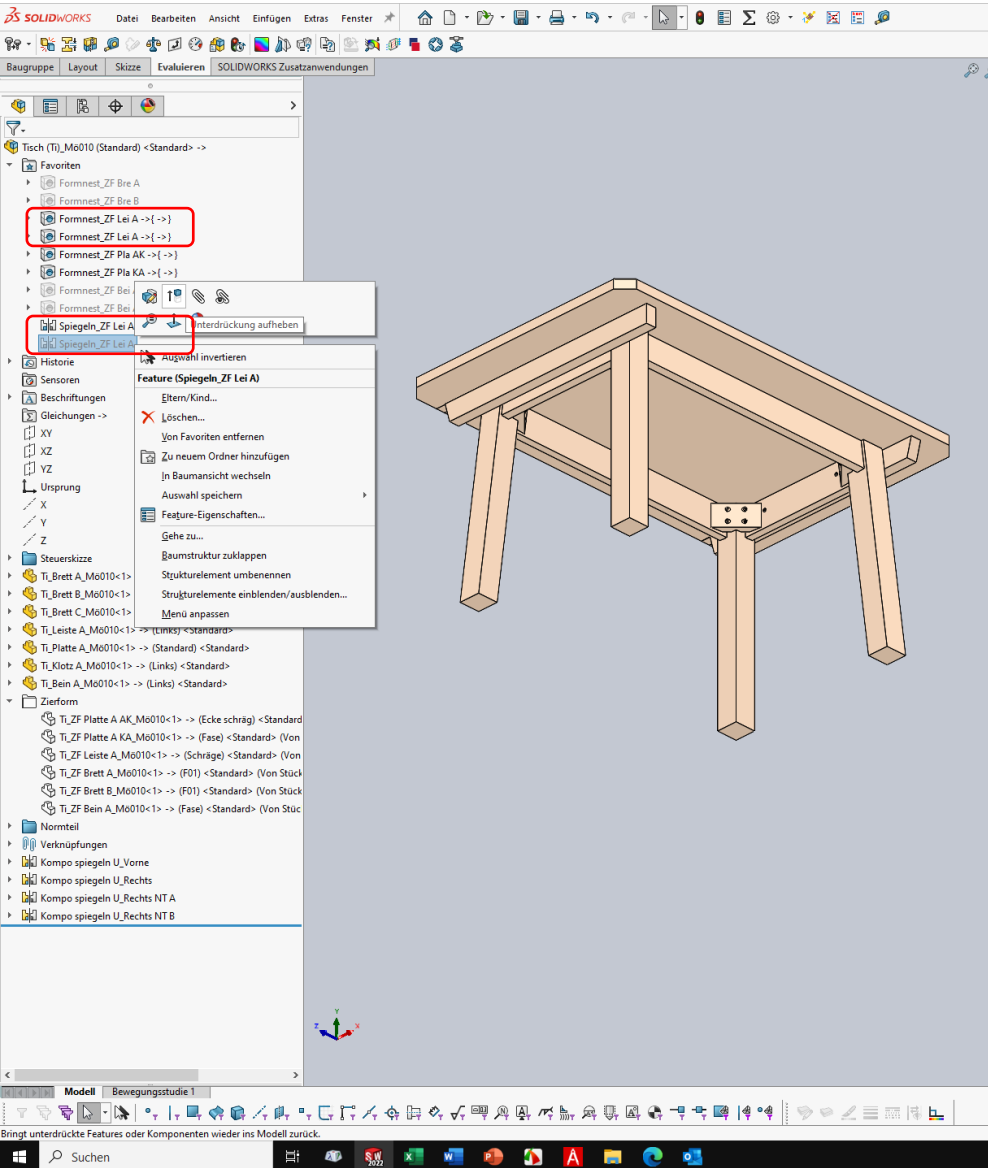 SOLIDWORKS Datei Bearbeiten Ansicht Einfügen Extras Fenster
Baugruppe Layout Skizze Evaluieren SOLIDWORKS Zusatzanwendungen
Tisch (Ti)_Mö010 (Standard) <Standard> ->
Favoriten
Formnest_ZF Bre A
Formnest_ZF Bre B
Formnest_ZF Lei A ->{ ->}
Formnest_ZF Lei A ->{ ->}
Formnest_ZF Pla AK ->{ ->}
Formnest_ZF Pla KA ->{ ->}
Formnest_ZF Bei
Formnest_ZF Bei
Spiegeln_ZF Lei A
Spiegeln_ZF Lei A
Unterdrückung aufheben
Auswahl invertieren
Feature (Spiegeln_ZF Lei A)
Eltern/Kind...
Löschen...
Von Favoriten entfernen
Zu neuem Ordner hinzufügen
In Baumansicht wechseln
Auswahl speichern
Feature-Eigenschaften...
Gehe zu...
Baumstruktur zuklappen
Strukturelement umbenennen
Strukturelemente einblenden/ausblenden...
Menü anpassen
Historie
Sensoren
Beschriftungen
Gleichungen ->
XY
XZ
YZ
Ursprung
X
Y
Z
Steuerskizze
Ti_Brett A_Mö010<1>
Ti_Brett B_Mö010<1>
Ti_Brett C_Mö010<1>
Ti_Leiste A_Mö010<1> -> (Links) <Standard>
Ti_Platte A_Mö010<1> -> (Standard) <Standard>
Ti_Klotz A_Mö010<1> -> (Links) <Standard>
Ti_Bein A_Mö010<1> -> (Links) <Standard>
Zierform
Ti_ZF Platte A AK_Mö010<1> -> (Ecke schräg) <Standard
Ti_ZF Platte A KA_Mö010<1> -> (Fase) <Standard> (Von
Ti_ZF Leiste A_Mö010<1> -> (Schräge) <Standard> (Von
Ti_ZF Brett A_Mö010<1> -> (F01) <Standard> (Von Stück
Ti_ZF Brett B_Mö010<1> -> (F01) <Standard> (Von Stück
Ti_ZF Bein A_Mö010<1> -> (Fase) <Standard> (Von Stüc
Normteil
Verknüpfungen
Kompo spiegeln U_Vorne
Kompo spiegeln U_Rechts
Kompo spiegeln U_Rechts NT A
Kompo spiegeln U_Rechts NT B
Y
Z X
Modell Bewegungsstudie 1
Bringt unterdrückte Features oder Komponenten wieder ins Modell zurück.
Suchen
SW
2022